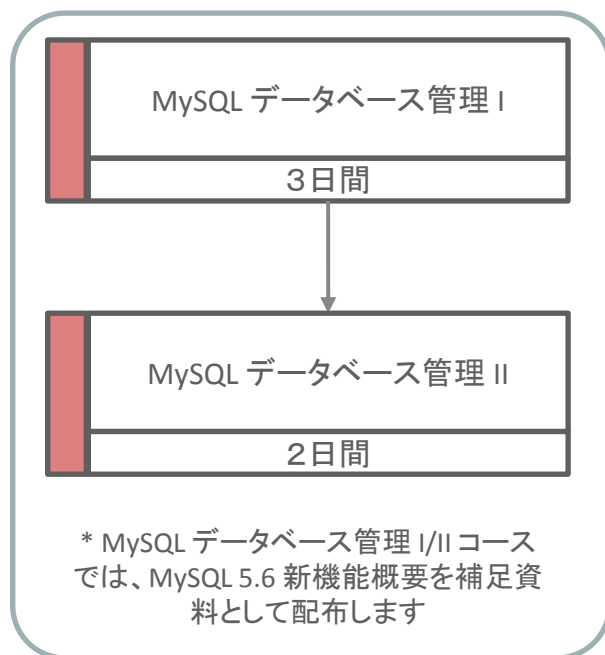 MySQL データベース管理 I
3日間
MySQL データベース管理 II
2日間
* MySQL データベース管理 I/II コース
では、MySQL 5.6 新機能概要を補足資
料として配布します